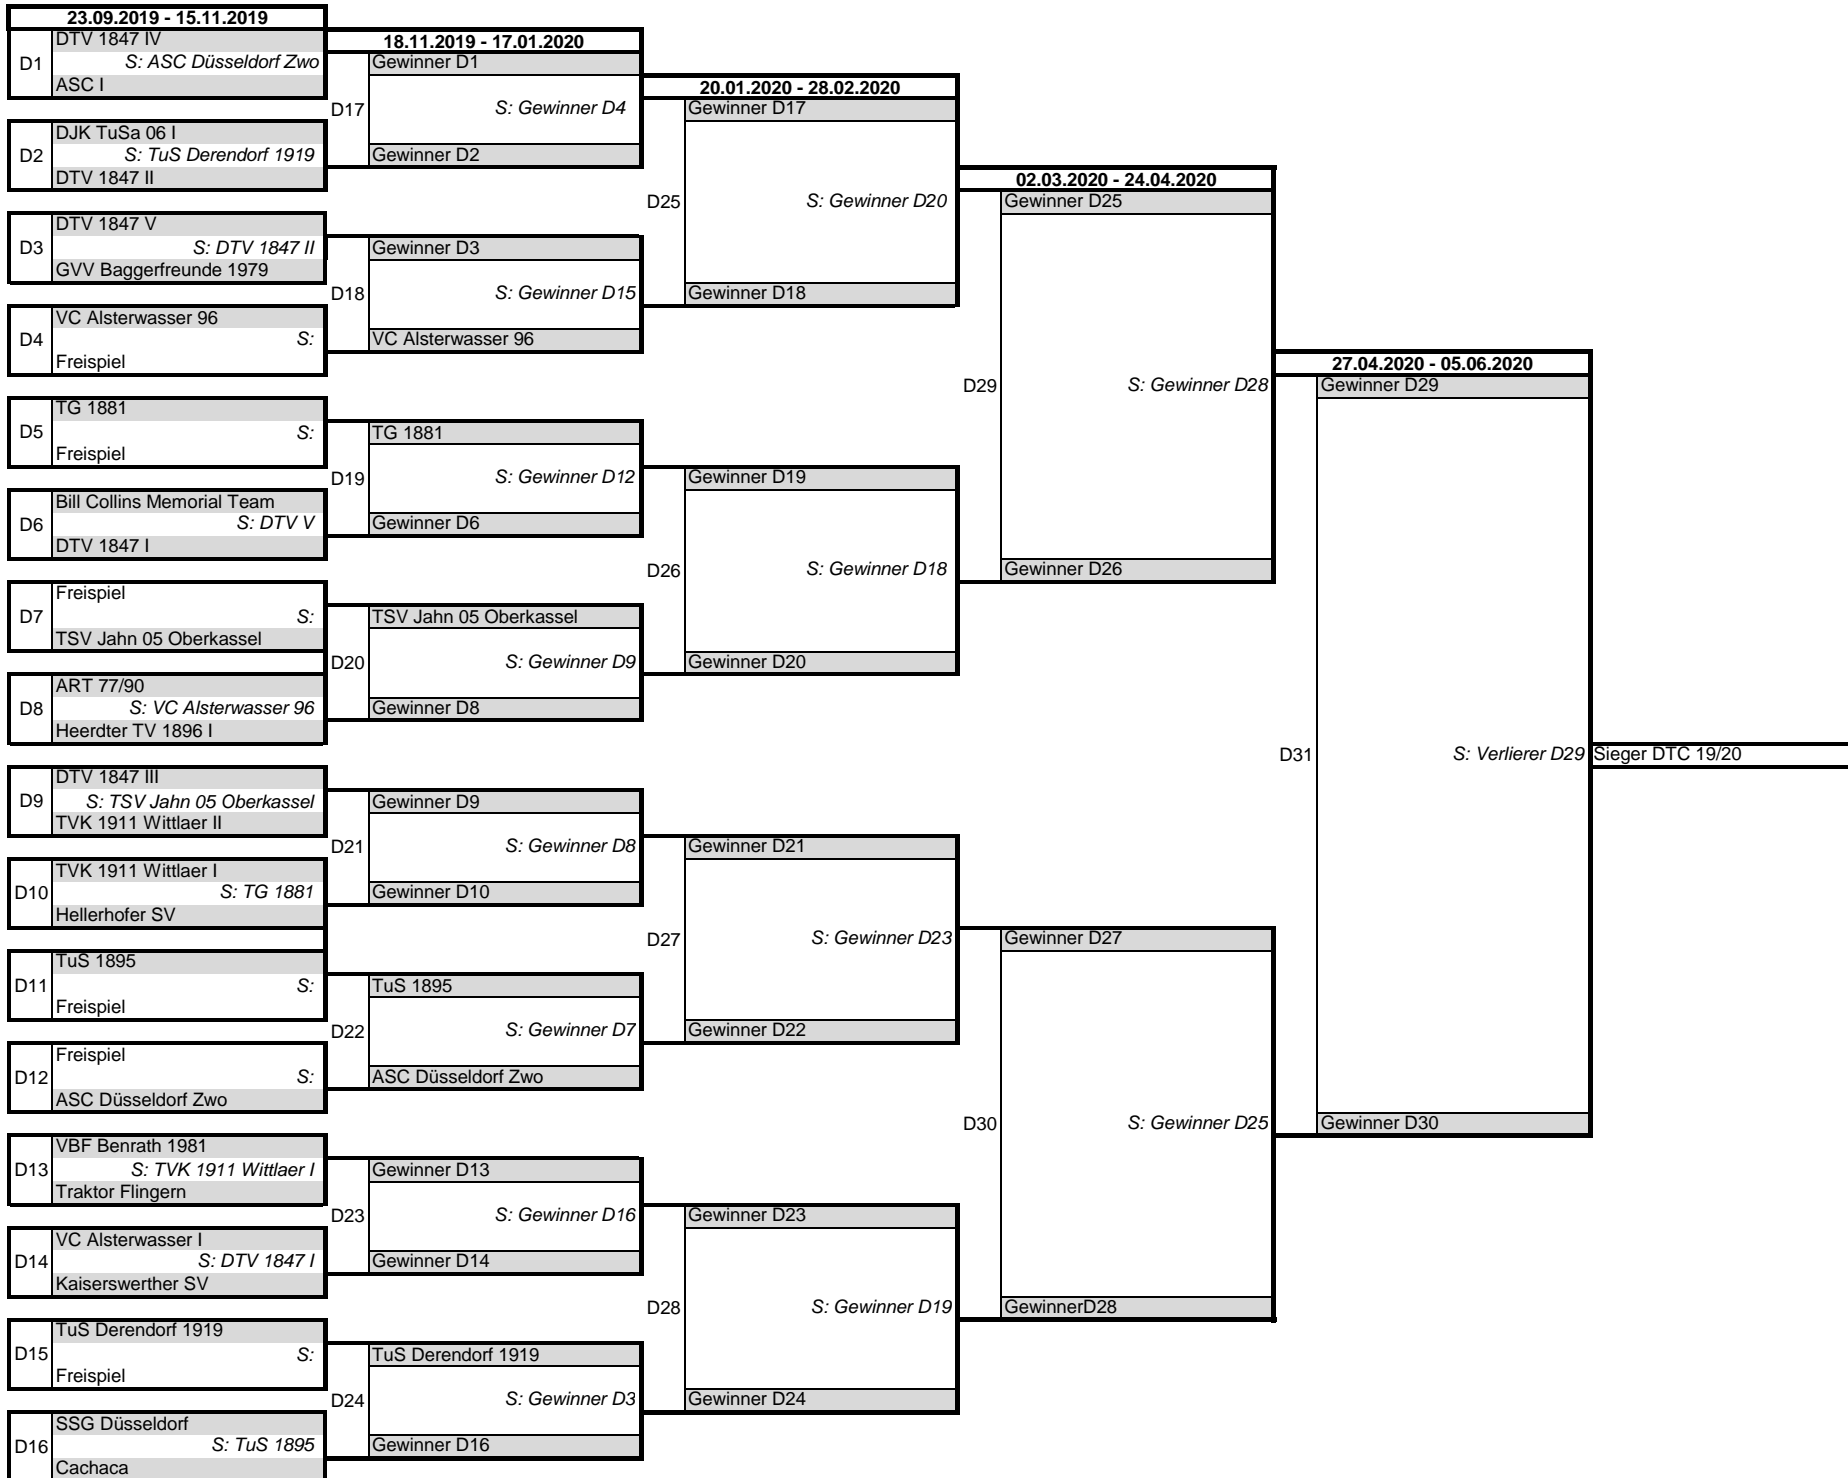 23.09.2019 - 15.11.2019
D1
DTV 1847 IV
S: ASC Düsseldorf Zwo
ASC I
D2
DJK TuSa 06 I
S: TuS Derendorf 1919
DTV 1847 II
D3
DTV 1847 V
S: DTV 1847 II
GVV Baggerfreunde 1979
D4
VC Alsterwasser 96
S:
Freispiel
D5
TG 1881
S:
Freispiel
D6
Bill Collins Memorial Team
S: DTV V
DTV 1847 I
D7
Freispiel
S:
TSV Jahn 05 Oberkassel
D8
ART 77/90
S: VC Alsterwasser 96
Heerdter TV 1896 I
D9
DTV 1847 III
S: TSV Jahn 05 Oberkassel
TVK 1911 Wittlaer II
D10
TVK 1911 Wittlaer I
S: TG 1881
Hellerhofer SV
D11
TuS 1895
S:
Freispiel
D12
Freispiel
S:
ASC Düsseldorf Zwo
D13
VBF Benrath 1981
S: TVK 1911 Wittlaer I
Traktor Flingern
D14
VC Alsterwasser I
S: DTV 1847 I
Kaiserswerther SV
D15
TuS Derendorf 1919
S:
Freispiel
D16
SSG Düsseldorf
S: TuS 1895
Cachaca
18.11.2019 - 17.01.2020
D17
Gewinner D1
S: Gewinner D4
Gewinner D2
D18
Gewinner D3
S: Gewinner D15
VC Alsterwasser 96
D19
TG 1881
S: Gewinner D12
Gewinner D6
D20
TSV Jahn 05 Oberkassel
S: Gewinner D9
Gewinner D8
D21
Gewinner D9
S: Gewinner D8
Gewinner D10
D22
TuS 1895
S: Gewinner D7
ASC Düsseldorf Zwo
D23
Gewinner D13
S: Gewinner D16
Gewinner D14
D24
TuS Derendorf 1919
S: Gewinner D3
Gewinner D16
20.01.2020 - 28.02.2020
D25
Gewinner D17
S: Gewinner D20
Gewinner D18
D26
Gewinner D19
S: Gewinner D18
Gewinner D20
D27
Gewinner D21
S: Gewinner D23
Gewinner D22
D28
Gewinner D23
S: Gewinner D19
Gewinner D24
02.03.2020 - 24.04.2020
D29
Gewinner D25
S: Gewinner D28
Gewinner D26
D30
Gewinner D27
S: Gewinner D25
GewinnerD28
27.04.2020 - 05.06.2020
D31
Gewinner D29
S: Verlierer D29
Gewinner D30
Sieger DTC 19/20